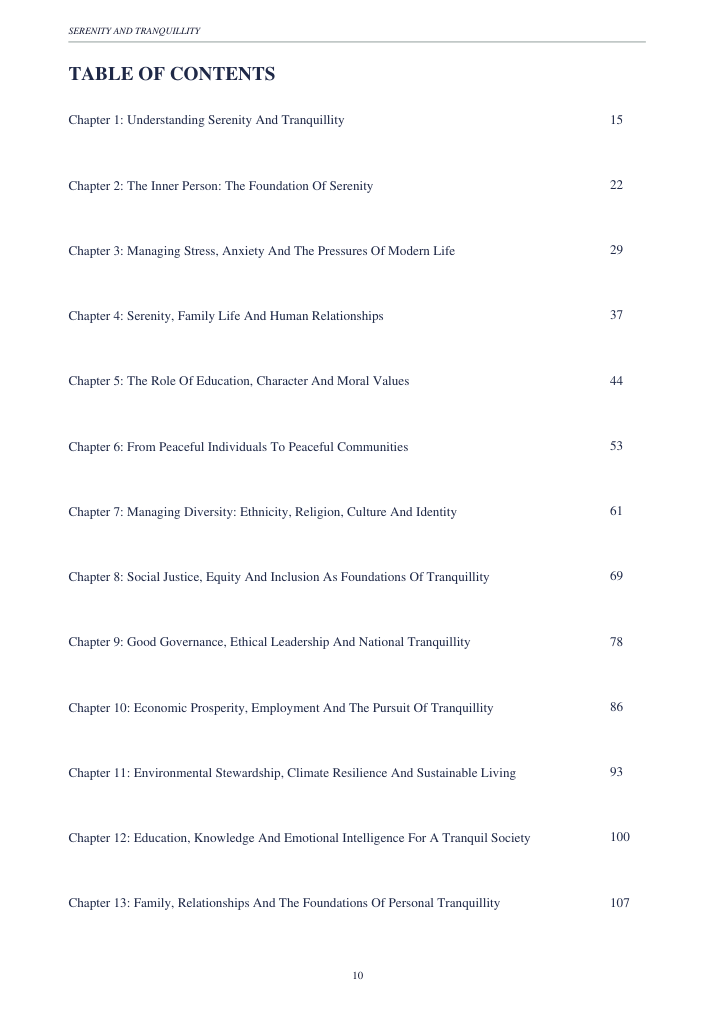 SERENITY AND TRANQUILLITY
TABLE OF CONTENTS
Chapter 1: Understanding Serenity And Tranquillity 15
Chapter 2: The Inner Person: The Foundation Of Serenity 22
Chapter 3: Managing Stress, Anxiety And The Pressures Of Modern Life 29
Chapter 4: Serenity, Family Life And Human Relationships 37
Chapter 5: The Role Of Education, Character And Moral Values 44
Chapter 6: From Peaceful Individuals To Peaceful Communities 53
Chapter 7: Managing Diversity: Ethnicity, Religion, Culture And Identity 61
Chapter 8: Social Justice, Equity And Inclusion As Foundations Of Tranquillity 69
Chapter 9: Good Governance, Ethical Leadership And National Tranquillity 78
Chapter 10: Economic Prosperity, Employment And The Pursuit Of Tranquillity 86
Chapter 11: Environmental Stewardship, Climate Resilience And Sustainable Living 93
Chapter 12: Education, Knowledge And Emotional Intelligence For A Tranquil Society 100
Chapter 13: Family, Relationships And The Foundations Of Personal Tranquillity 107
10